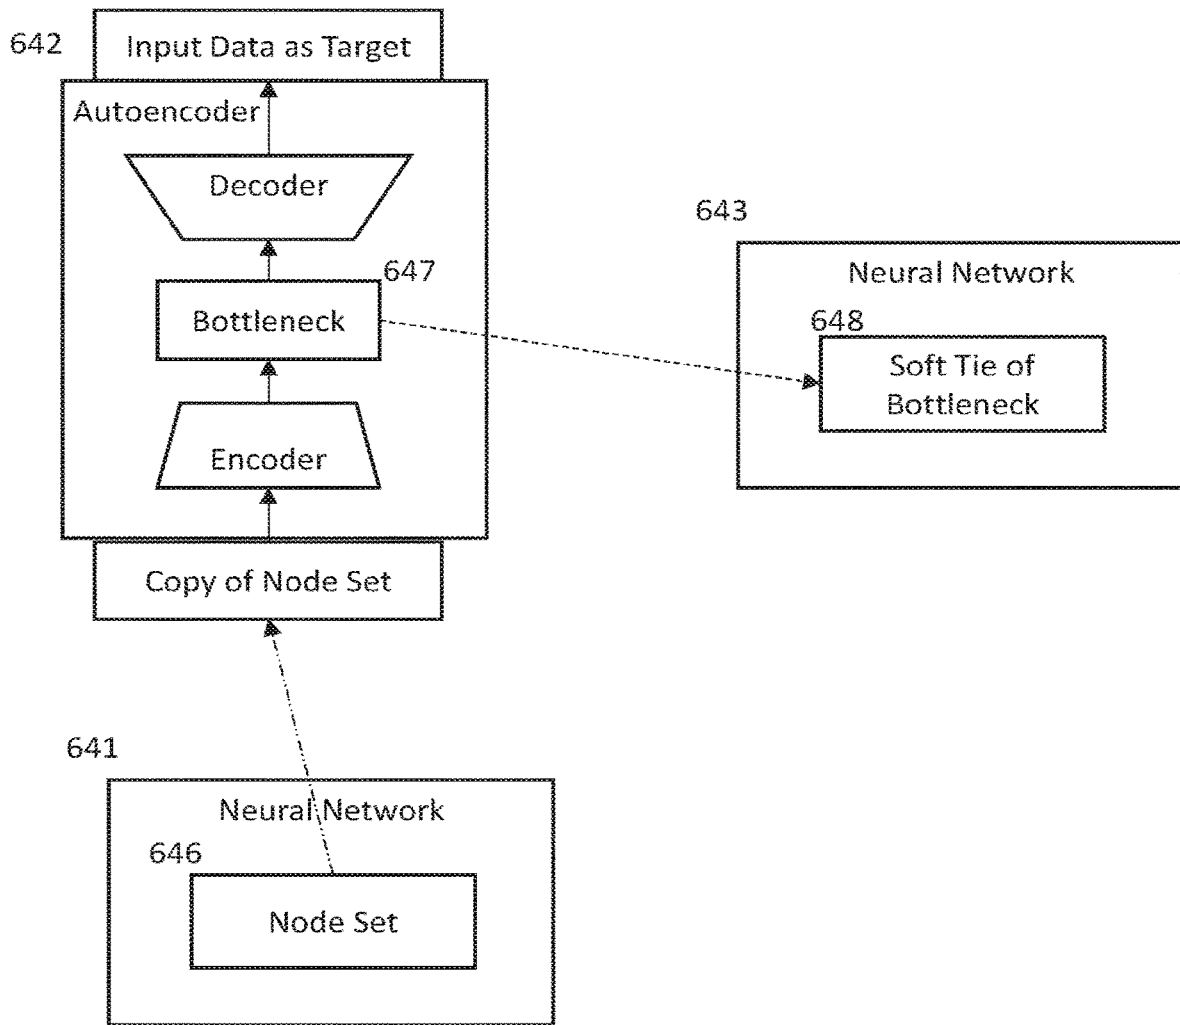 642
Input Data as Target
Autoencoder
Decoder
647
Bottleneck
Encoder
Copy of Node Set
643
Neural Network
648
Soft Tie of
Bottleneck
641
Neural Network
646
Node Set